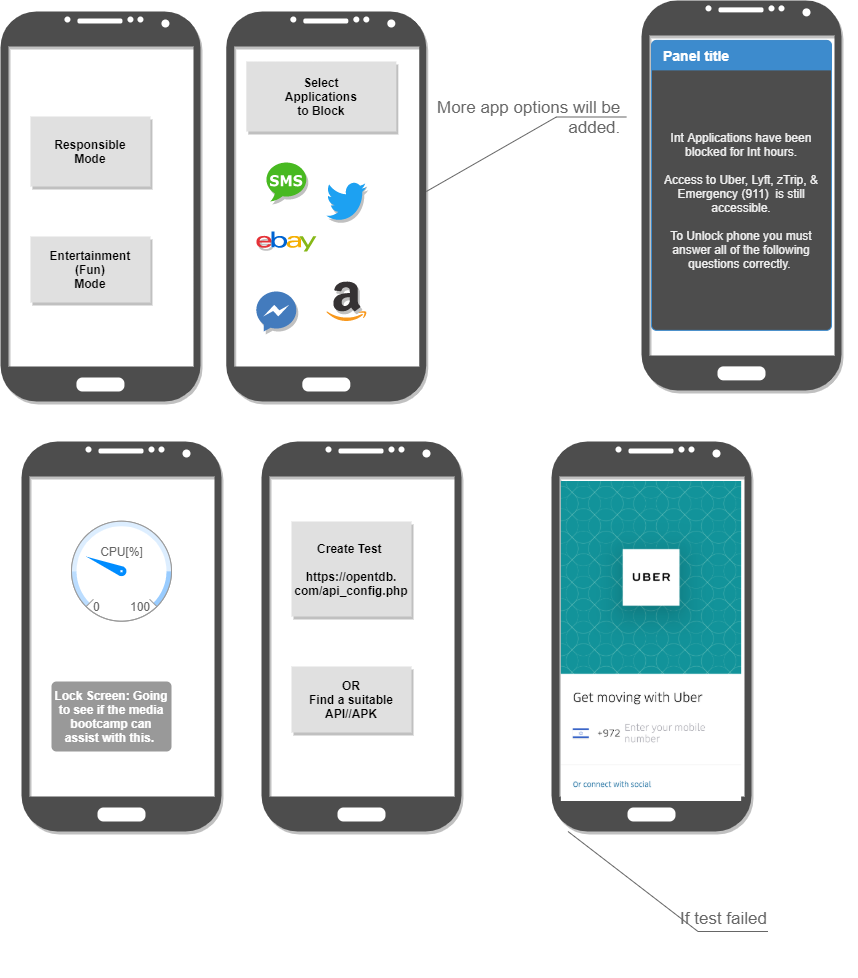 Responsible
Mode
Entertainment
(Fun)
Mode
Select
Applications
to Block
SMS
ebay
a
More app options will be
added.
Panel title
Int Applications have been
blocked for Int hours.
Access to Uber, Lyft, zTrip, &
Emergency (911) is still
accessible.
To Unlock phone you must
answer all of the following
questions correctly.
CPU[%]
0 100
Lock Screen: Going
to see if the media
bootcamp can
assist with this.
Create Test
https://opentdb.
com/api_config.php
OR
Find a suitable
API//APK
UBER
Get moving with Uber
+972 Enter your mobile
number
Or connect with social
If test failed